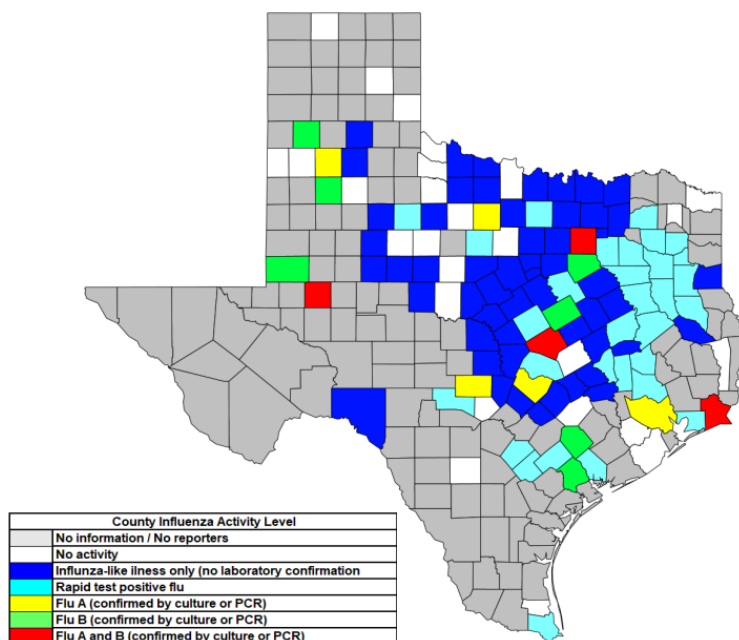 County Influenza Activity Level
No information / No reporters
No activity
Influnza-like ilness only (no laboratory confirmation
Rapid test positive flu
Flu A (confirmed by culture or PCR)
Flu B (confirmed by culture or PCR)
Flu A and B (confirmed by culture or PCR)